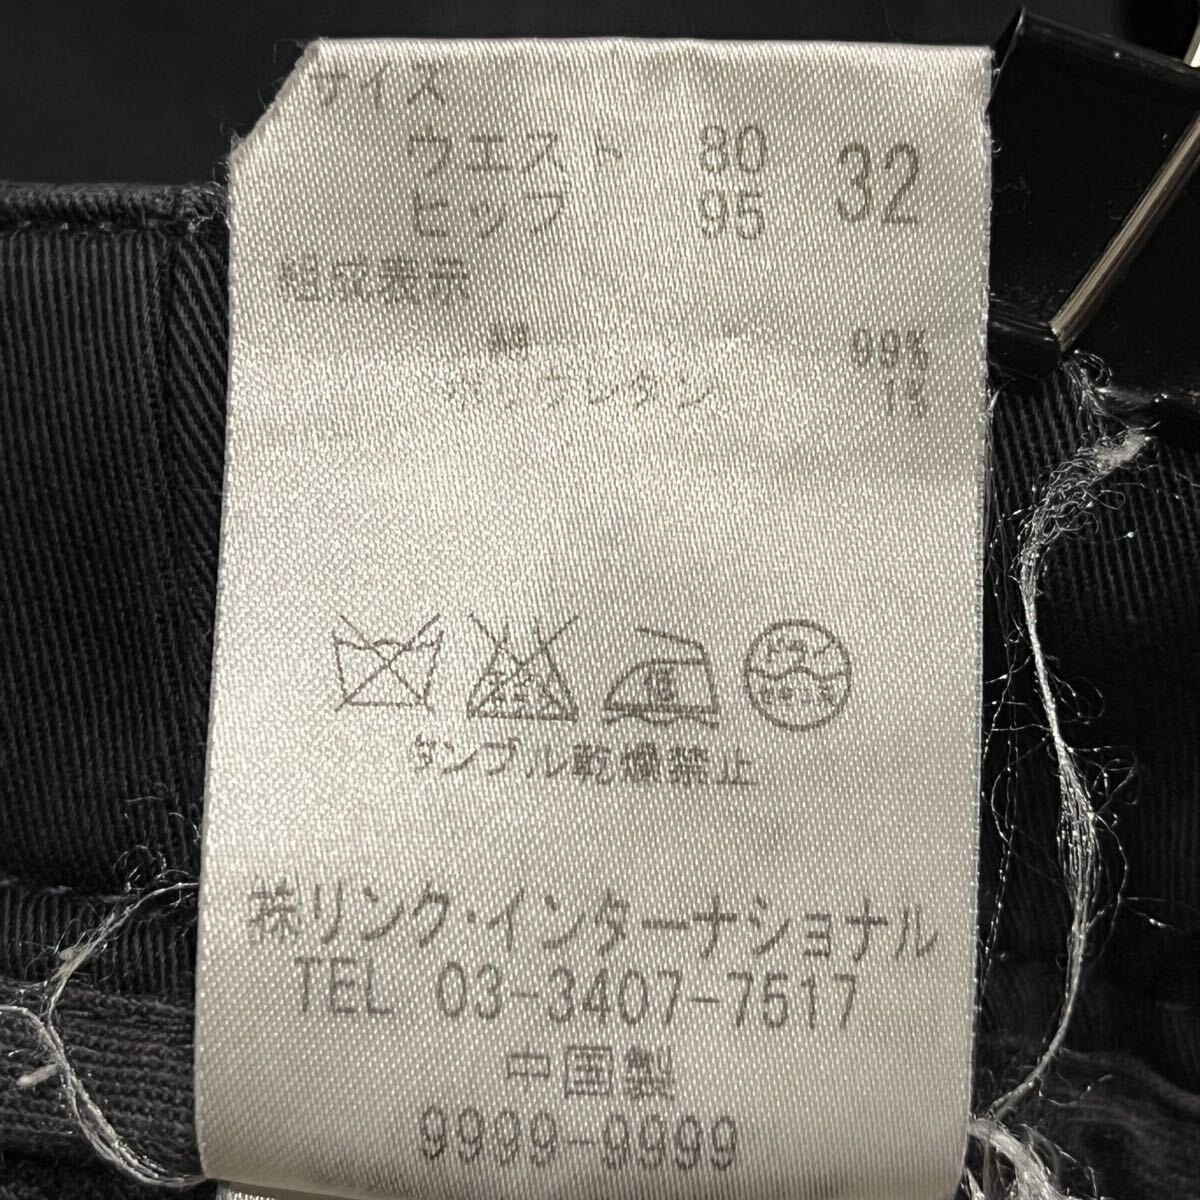 サイズ
ウエスト 80 32
ヒップ 95
組成表示
綿 99%
ポリウレタン 1%
中
タンブル乾燥禁止
㈱リンク・インターナショナル
TEL 03-3407-7517
中国製
9999-9999